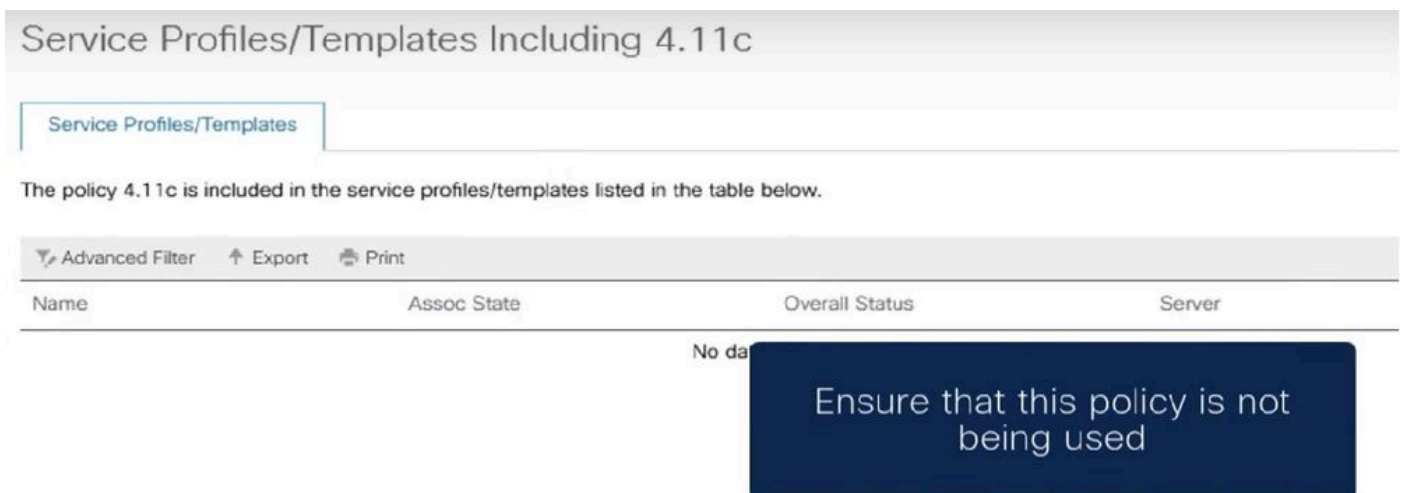 Service Profiles/Templates Including 4.11c
Service Profiles/Templates
The policy 4.11c is included in the service profiles/templates listed in the table below.
Advanced Filter Export Print
Name Assoc State Overall Status Server
No da
Ensure that this policy is not
being used